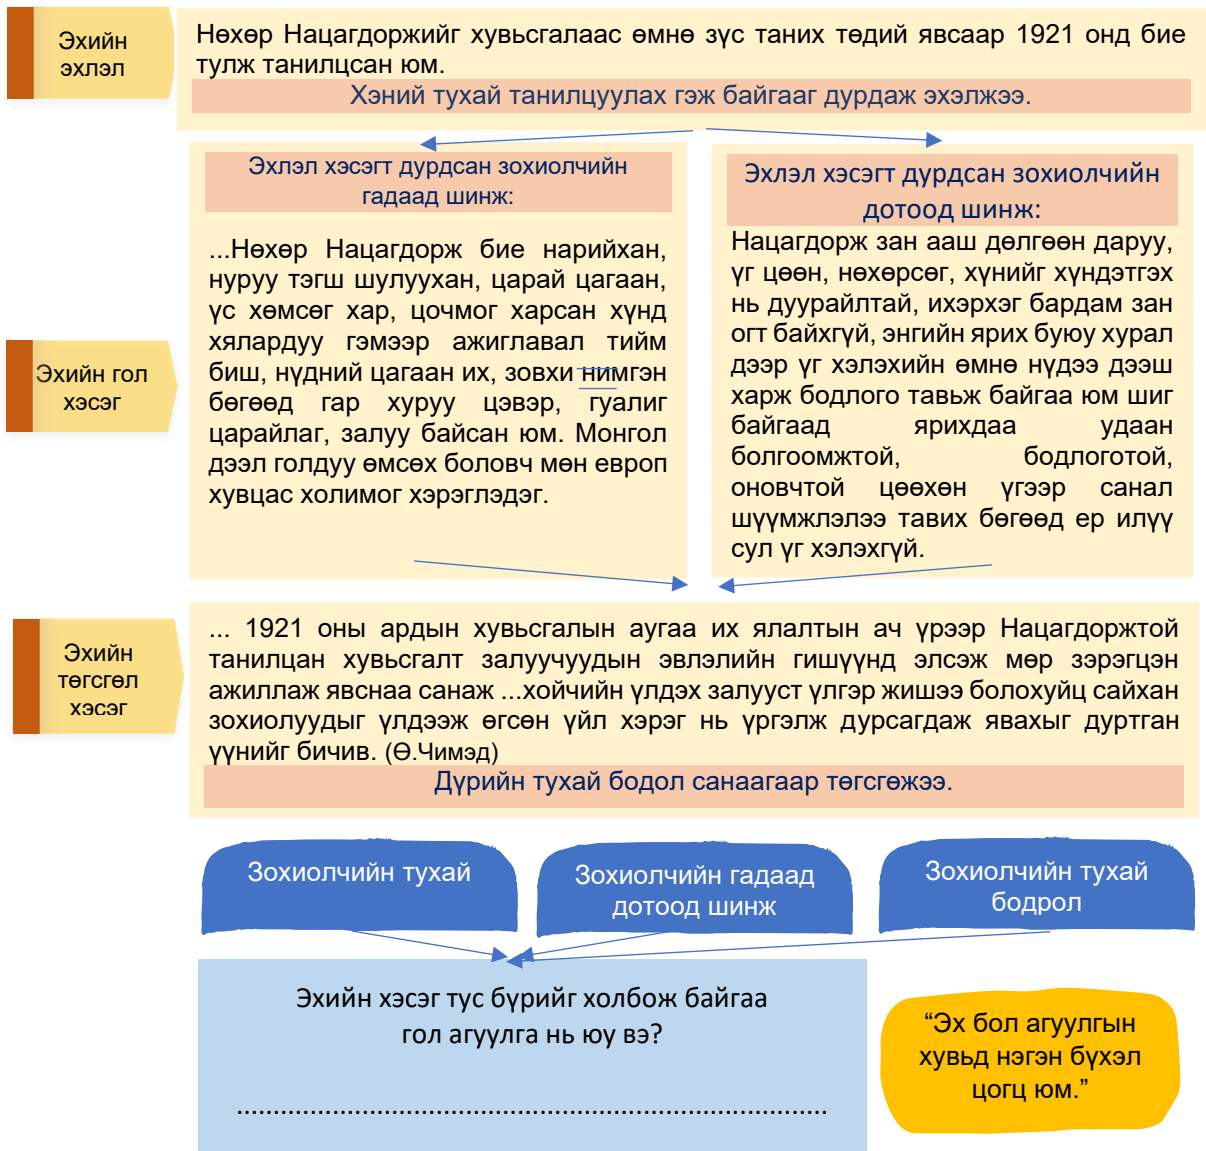 Эхийн
эхлэл
Нөхөр Нацагдоржийг хувьсгалаас өмнө зүс таних төдий явсаар 1921 онд бие
тулж танилцсан юм.
Хэний тухай танилцуулах гэж байгааг дурдаж эхэлжээ.
Эхлэл хэсэгт дурдсан зохиолчийн
гадаад шинж:
...Нөхөр Нацагдорж бие нарийхан,
нуруу тэгш шулуухан, царай цагаан,
үс хөмсөг хар, цочмог харсан хүнд
хялардуу гэмээр ажиглавал тийм
биш, нүдний цагаан их, зовхи нимгэн
бөгөөд гар хуруу цэвэр, гуалиг
царайлаг, залуу байсан юм. Монгол
дээл голдуу өмсөх боловч мөн европ
хувцас холимог хэрэглэдэг.
Эхлэл хэсэгт дурдсан зохиолчийн
дотоод шинж:
Нацагдорж зан ааш дөлгөөн даруу,
үг цөөн, нөхөрсөг, хүнийг хүндэтгэх
нь дуурайлтай, ихэрхэг бардам зан
огт байхгүй, энгийн ярих буюу хурал
дээр үг хэлэхийн өмнө нүдээ дээш
харж бодлого тавьж байгаа юм шиг
байгаад ярихдаа удаан
болгоомжтой, бодлоготой,
оновчтой цөөхөн үгээр санал
шүүмжлэлээ тавих бөгөөд ер илүү
сул үг хэлэхгүй.
Эхийн гол
хэсэг
Эхийн
төгсгөл
хэсэг
... 1921 оны ардын хувьсгалын аугаа их ялалтын ач үрээр Нацагдоржтой
танилцан хувьсгалт залуучуудын эвлэлийн гишүүнд элсэж мөр зэрэгцэн
ажиллаж явснаа санаж ...хойчийн үлдэх залууст үлгэр жишээ болохуйц сайхан
зохиолуудыг үлдээж өгсөн үйл хэрэг нь үргэлж дурсагдаж явахыг дуртган
үүнийг бичив. (Ө.Чимэд)
Дүрийн тухай бодол санаагаар төгсгөжээ.
Зохиолчийн тухай
Зохиолчийн гадаад
дотоод шинж
Зохиолчийн тухай
бодрол
Эхийн хэсэг тус бүрийг холбож байгаа
гол агуулга нь юу вэ?
................................................................................
“Эх бол агуулгын
хувьд нэгэн бүхэл
цогц юм.”